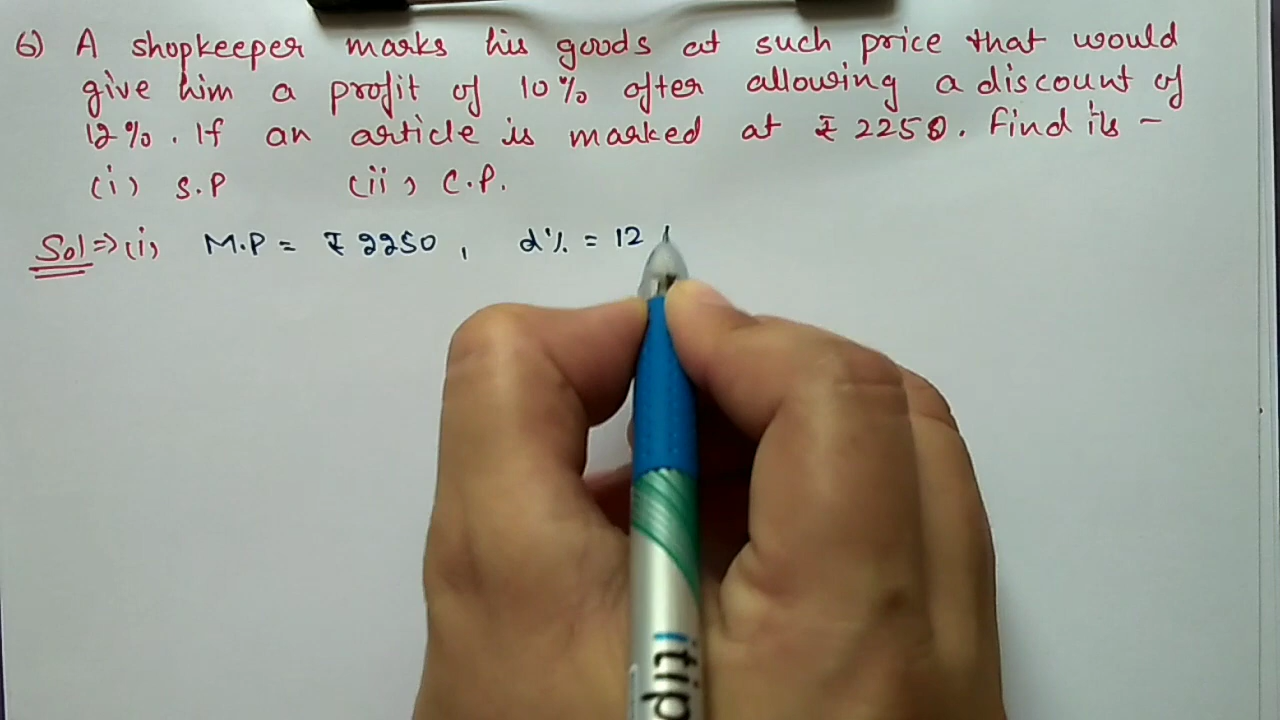 6) A shopkeeper marks his goods at such price that would
give him a profit of 10% after allowing a discount of
12%. If an article is marked at ₹ 2250. Find its -
(i) S.P (ii) C.P.
Sol ⇒ (i) M.P = ₹ 2250, d% = 12
itip